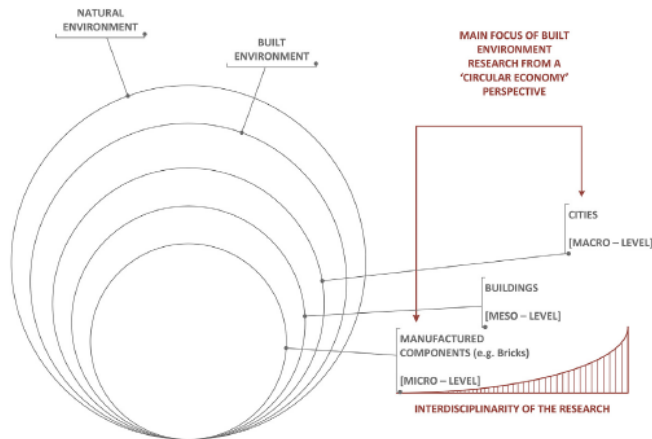 NATURAL
ENVIRONMENT
BUILT
ENVIRONMENT
MAIN FOCUS OF BUILT
ENVIRONMENT
RESEARCH FROM A
‘CIRCULAR ECONOMY’
PERSPECTIVE
CITIES
[MACRO – LEVEL]
BUILDINGS
[MESO – LEVEL]
MANUFACTURED
COMPONENTS (e.g. Bricks)
[MICRO – LEVEL]
INTERDISCIPLINARITY OF THE RESEARCH